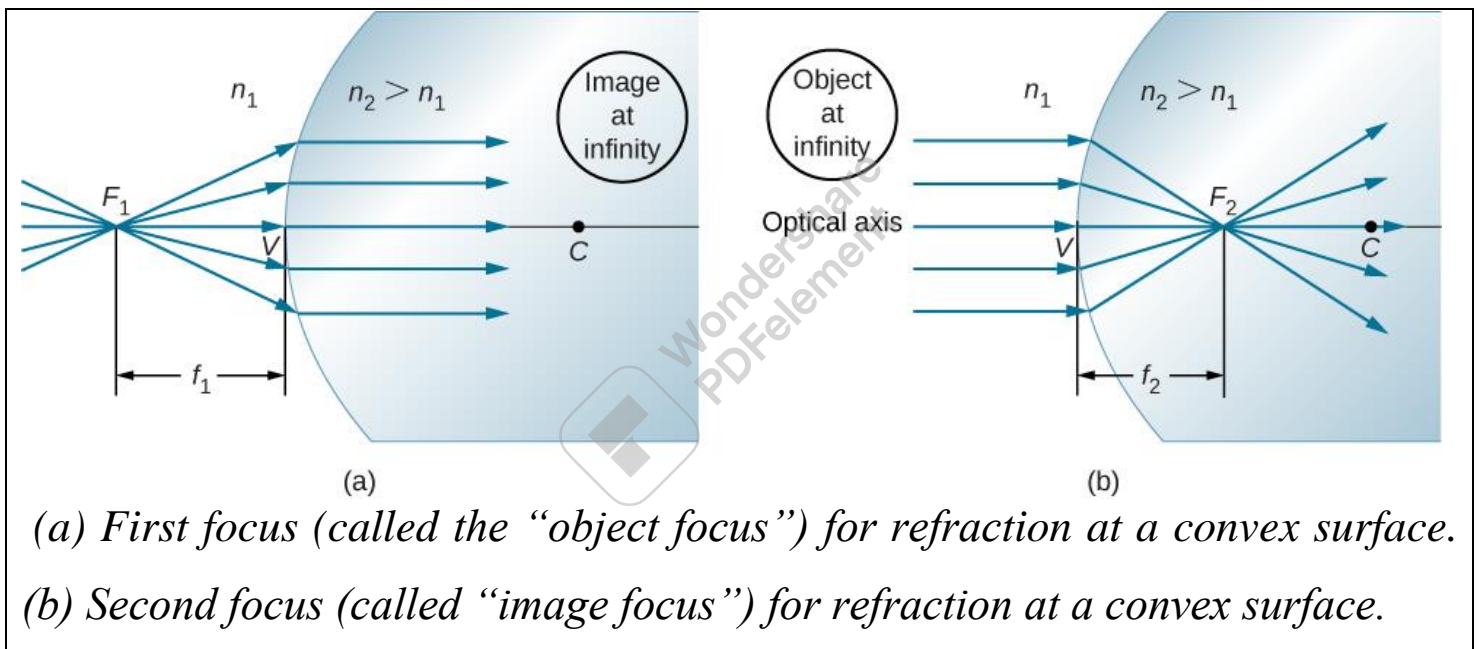 n₁
n₂ > n₁
Image
at
infinity
F₁
V
C
f₁
(a)
Object
at
infinity
n₁
n₂ > n₁
Optical axis
F₂
V
C
f₂
(b)
Wondershare
PDFelement
(a) First focus (called the “object focus”) for refraction at a convex surface.
(b) Second focus (called “image focus”) for refraction at a convex surface.